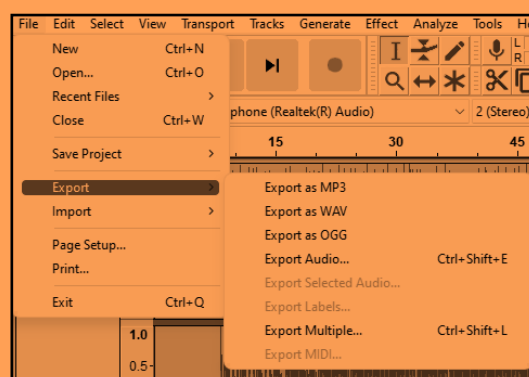 File Edit Select View Transport Tracks Generate Effect Analyze Tools
New Ctrl+N
Open... Ctrl+O
Recent Files
Close Ctrl+W
Save Project
Export
Import
Page Setup...
Print...
Exit Ctrl+Q
L
R
phone (Realtek(R) Audio) 2 (Stereo)
15 30 45
Export as MP3
Export as WAV
Export as OGG
Export Audio... Ctrl+Shift+E
Export Selected Audio...
Export Labels...
Export Multiple... Ctrl+Shift+L
Export MIDI...
1.0
0.5-